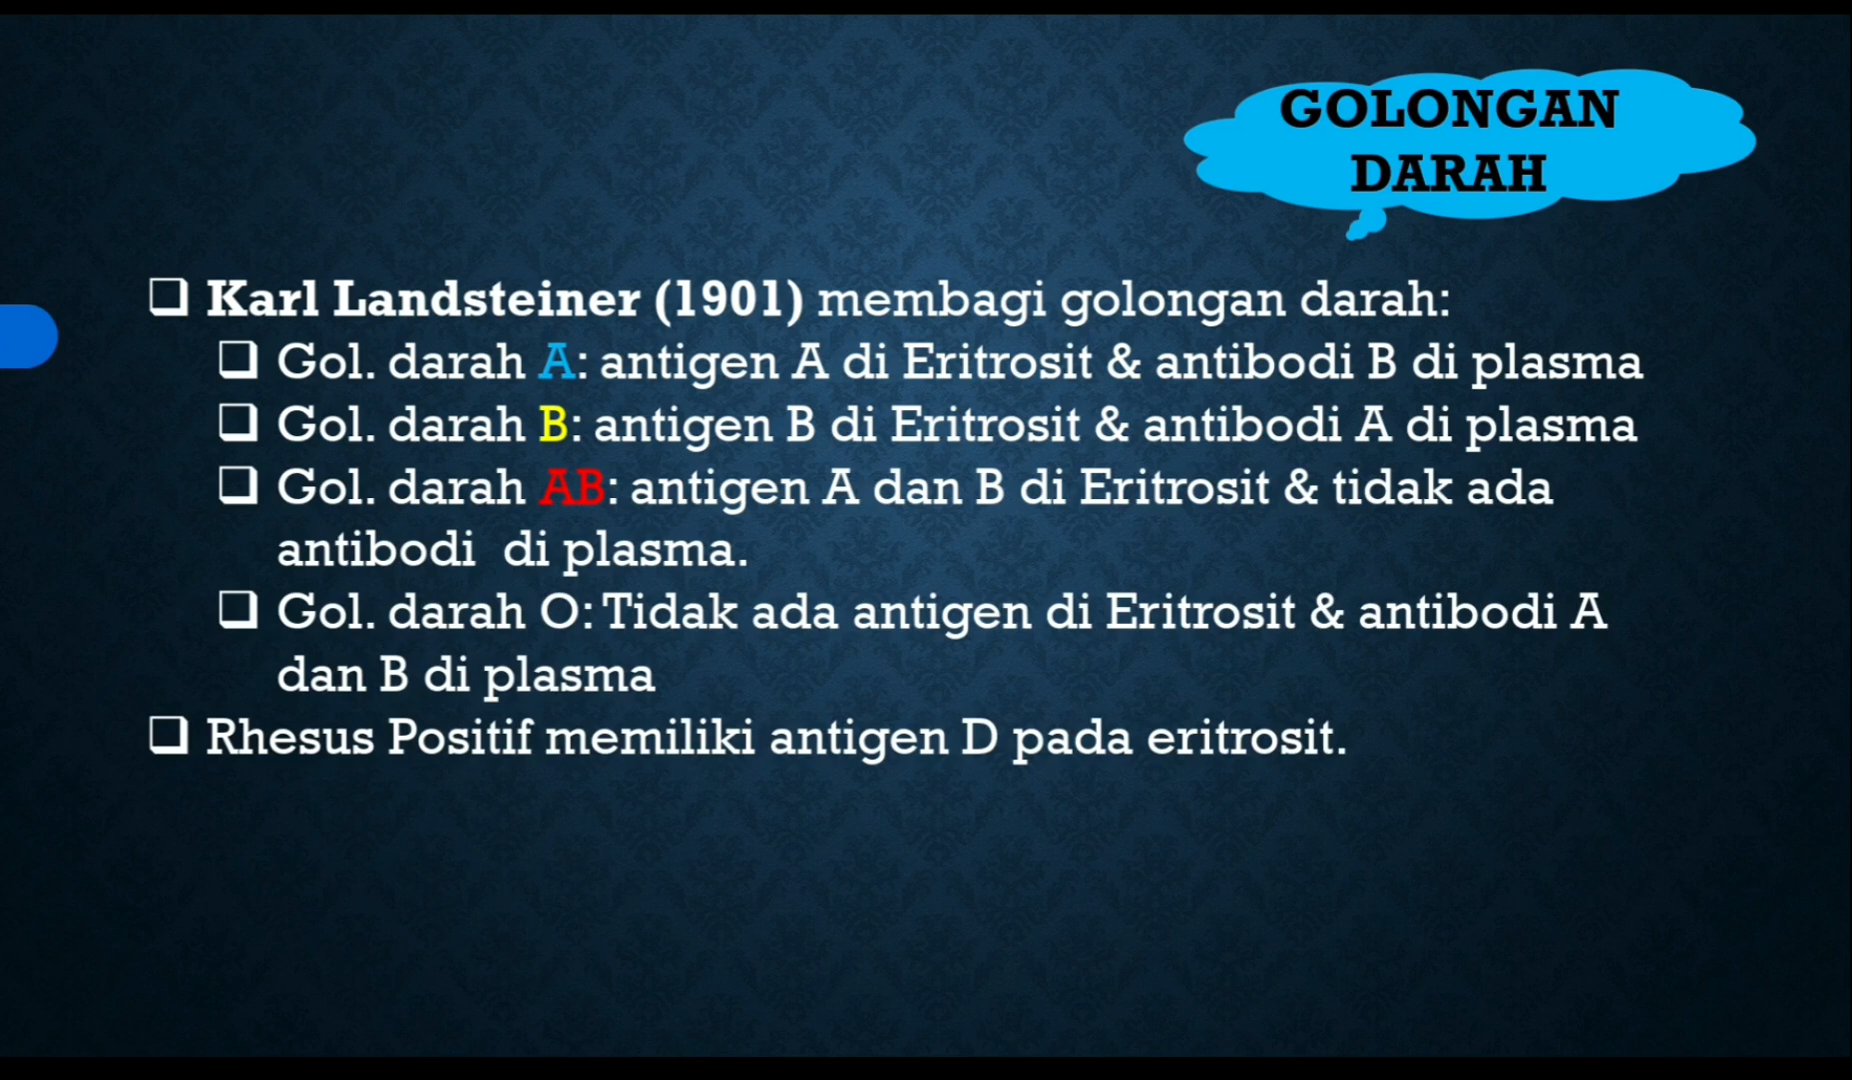 GOLONGAN
DARAH
❑ Karl Landsteiner (1901) membagi golongan darah:
❑ Gol. darah A: antigen A di Eritrosit & antibodi B di plasma
❑ Gol. darah B: antigen B di Eritrosit & antibodi A di plasma
❑ Gol. darah AB: antigen A dan B di Eritrosit & tidak ada
antibodi di plasma.
❑ Gol. darah O: Tidak ada antigen di Eritrosit & antibodi A
dan B di plasma
❑ Rhesus Positif memiliki antigen D pada eritrosit.